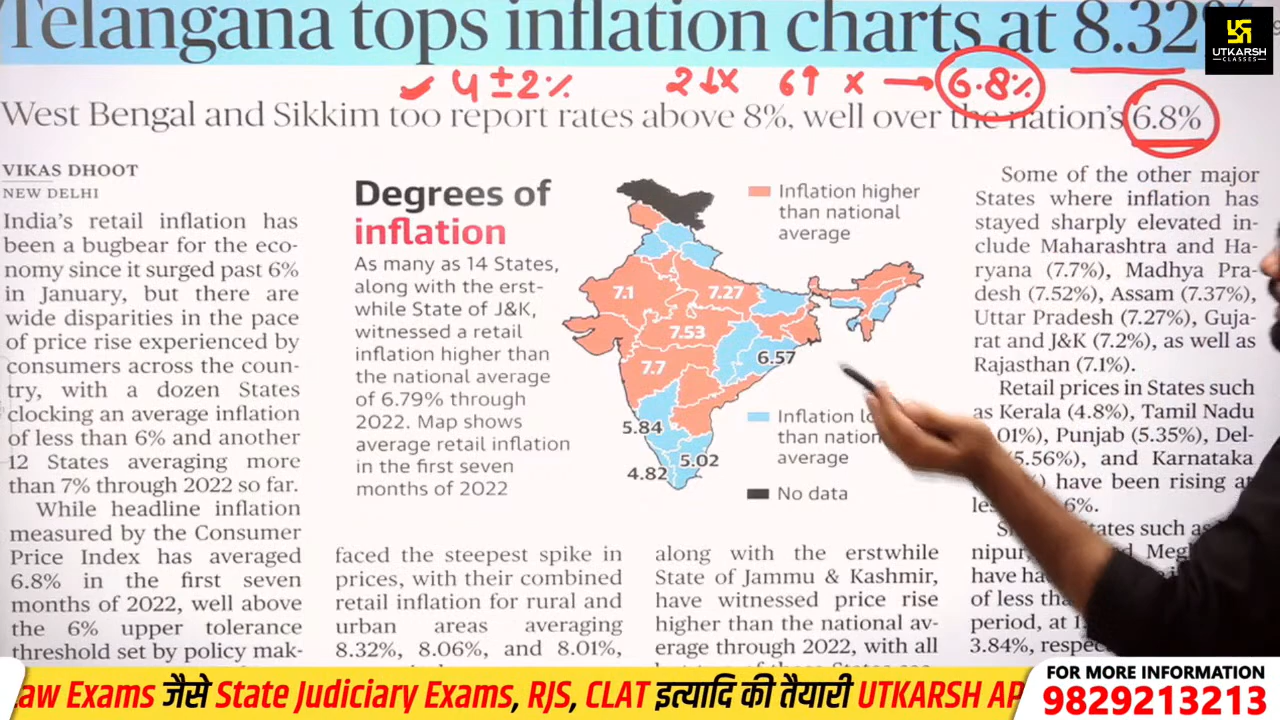 Telangana tops inflation charts at 8.32%
UTKARSH
CLASSES
4 ± 2% 2↓x 6↑ x → 6.8%
West Bengal and Sikkim too report rates above 8%, well over the nation's 6.8%
VIKAS DHOOT
NEW DELHI
India's retail inflation has
been a bugbear for the eco-
nomy since it surged past 6%
in January, but there are
wide disparities in the pace
of price rise experienced by
consumers across the coun-
try, with a dozen States
clocking an average inflation
of less than 6% and another
12 States averaging more
than 7% through 2022 so far.
While headline inflation
measured by the Consumer
Price Index has averaged
6.8% in the first seven
months of 2022, well above
the 6% upper tolerance
threshold set by policy mak-
Degrees of
inflation
As many as 14 States,
along with the erst-
while State of J&K,
witnessed a retail
inflation higher than
the national average
of 6.79% through
2022. Map shows
average retail inflation
in the first seven
months of 2022
7.1
7.27
7.53
7.7
6.57
5.84
5.02
4.82
Inflation higher
than national
average
Inflation
than
average
No data
faced the steepest spike in
prices, with their combined
retail inflation for rural and
urban areas averaging
8.32%, 8.06%, and 8.01%,
along with the erstwhile
State of Jammu & Kashmir,
have witnessed price rise
higher than the national av-
erage through 2022, with all
Some of the other major
States where inflation has
stayed sharply elevated in-
clude Maharashtra and Ha-
ryana (7.7%), Madhya Pra-
desh (7.52%), Assam (7.37%),
Uttar Pradesh (7.27%), Guja-
rat and J&K (7.2%), as well as
Rajasthan (7.1%).
Retail prices in States such
as Kerala (4.8%), Tamil Nadu
01%), Punjab (5.35%), Del-
5.56%), and Karnataka
have been rising at
6%.
States such as
nipur, Megh
have ha
of less tha
period, at
3.84%,
Law Exams जैसे State Judiciary Exams, RJS, CLAT इत्यादि की तैयारी UTKARSH AP
FOR MORE INFORMATION
9829213213